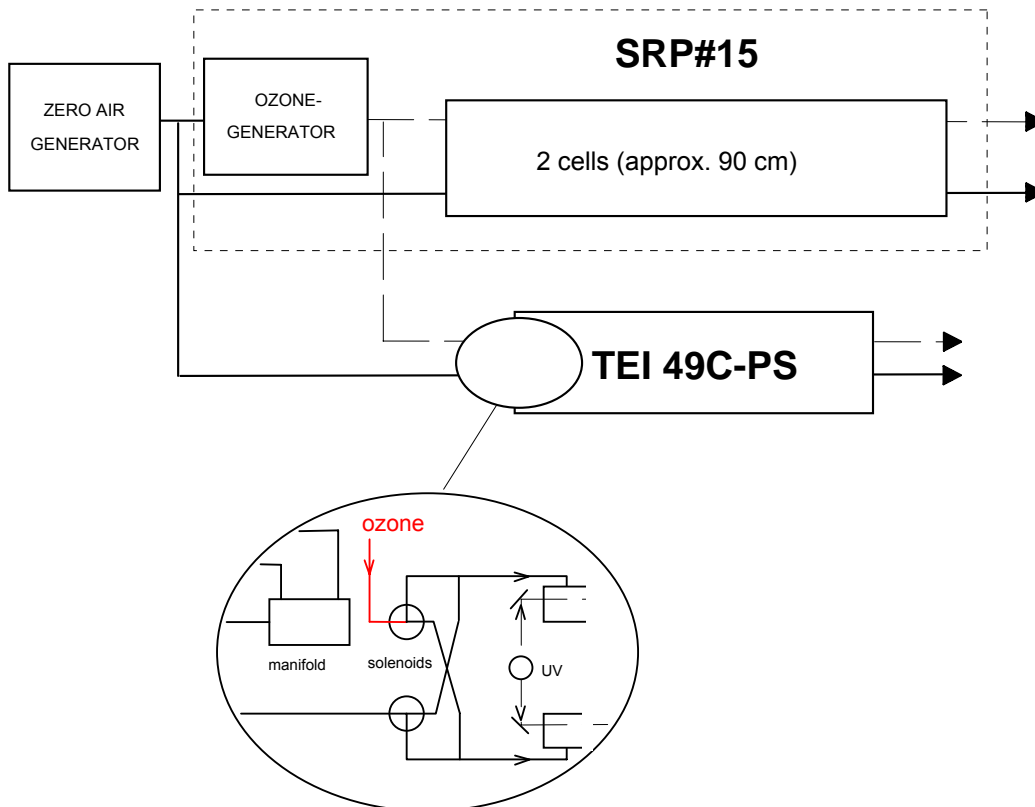 SRP#15
ZERO AIR
GENERATOR
OZONE-
GENERATOR
2 cells (approx. 90 cm)
TEI 49C-PS
ozone
manifold
solenoids
UV